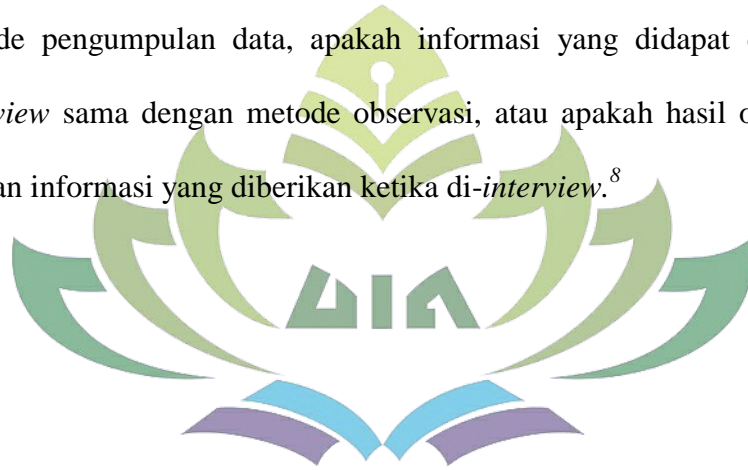 de pengumpulan data, apakah informasi yang didapat
view sama dengan metode observasi, atau apakah hasil
an informasi yang diberikan ketika di-interview.8
UIN